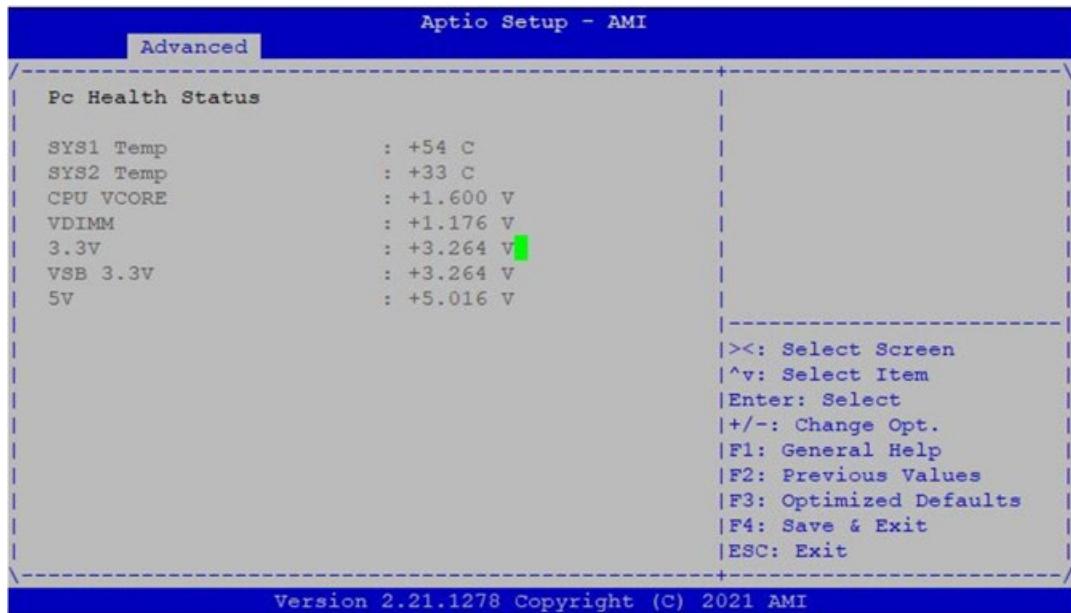 Aptio Setup - AMI
Advanced
Pc Health Status
SYS1 Temp : +54 C
SYS2 Temp : +33 C
CPU VCORE : +1.600 V
VDIMM : +1.176 V
3.3V : +3.264 V
VSB 3.3V : +3.264 V
5V : +5.016 V
><: Select Screen
^v: Select Item
Enter: Select
+/-: Change Opt.
F1: General Help
F2: Previous Values
F3: Optimized Defaults
F4: Save & Exit
ESC: Exit
Version 2.21.1278 Copyright (C) 2021 AMI